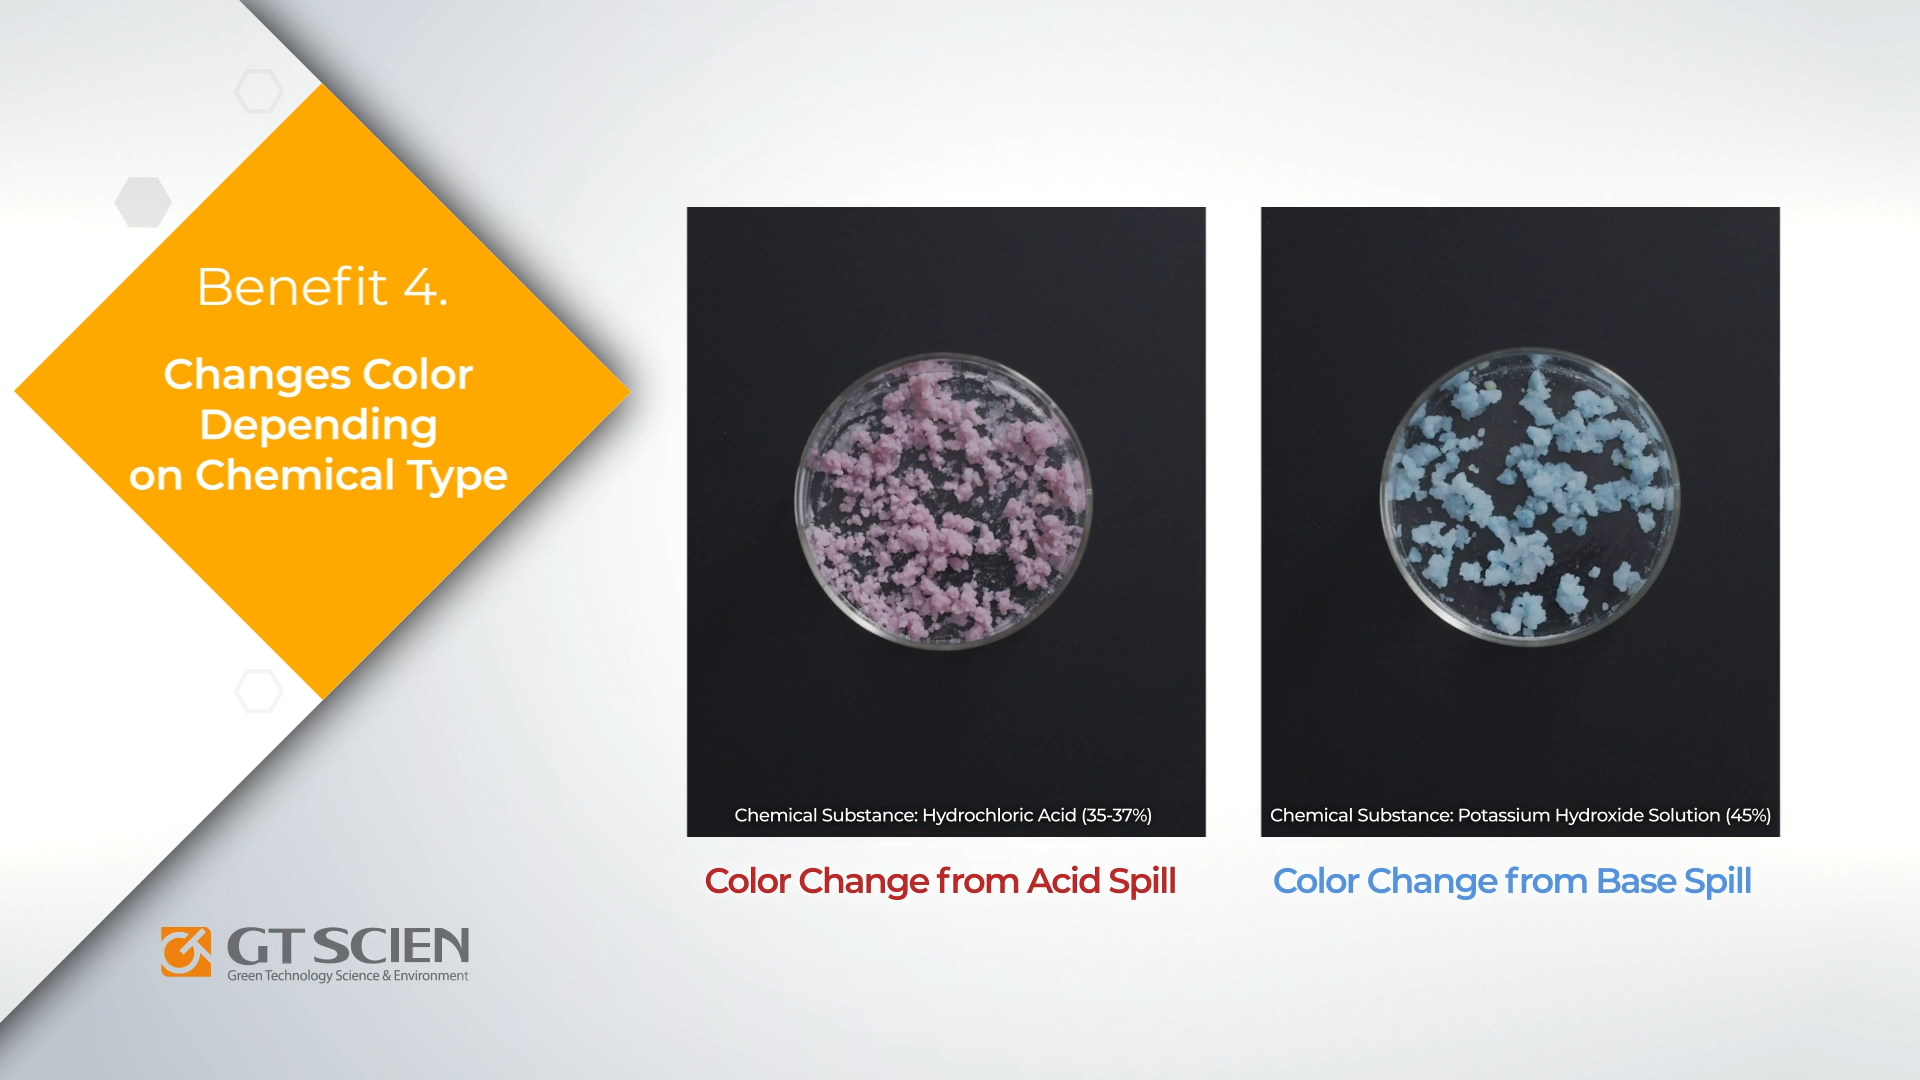 Benefit 4.
Changes Color
Depending
on Chemical Type
Chemical Substance: Hydrochloric Acid (35-37%)
Color Change from Acid Spill
Chemical Substance: Potassium Hydroxide Solution (45%)
Color Change from Base Spill
GT SCIEN
Green Technology Science & Environment